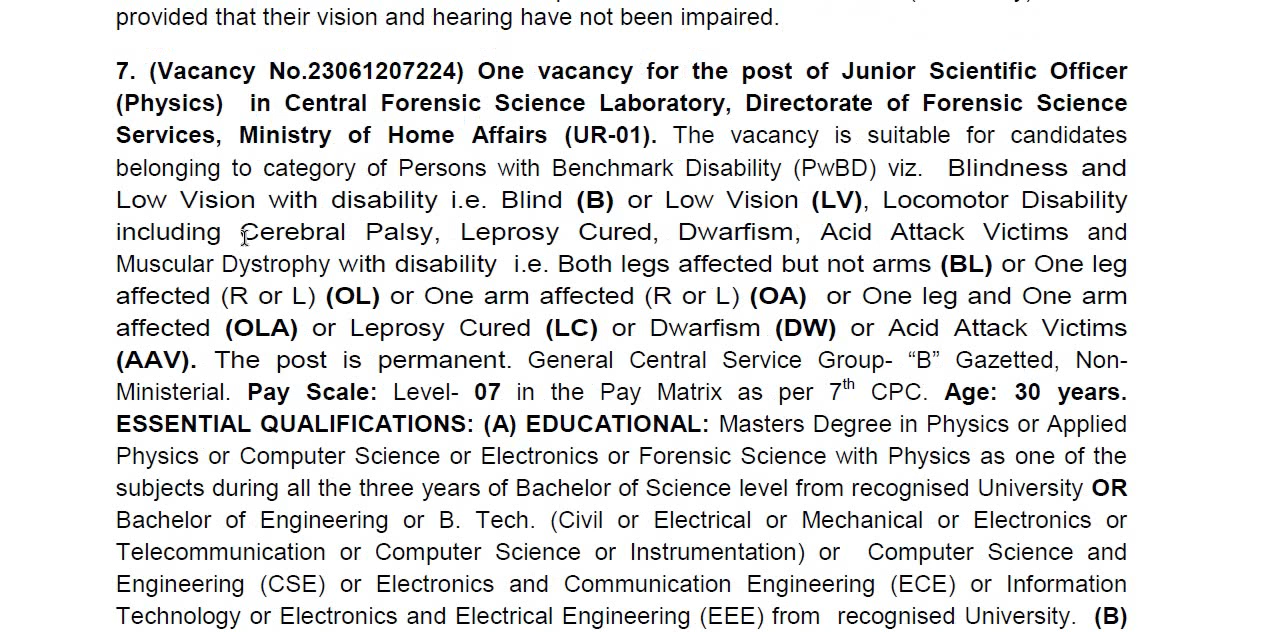 provided that their vision and hearing have not been impaired.
7. (Vacancy No.23061207224) One vacancy for the post of Junior Scientific Officer
(Physics) in Central Forensic Science Laboratory, Directorate of Forensic Science
Services, Ministry of Home Affairs (UR-01). The vacancy is suitable for candidates
belonging to category of Persons with Benchmark Disability (PwBD) viz. Blindness and
Low Vision with disability i.e. Blind (B) or Low Vision (LV), Locomotor Disability
including Cerebral Palsy, Leprosy Cured, Dwarfism, Acid Attack Victims and
Muscular Dystrophy with disability i.e. Both legs affected but not arms (BL) or One leg
affected (R or L) (OL) or One arm affected (R or L) (OA) or One leg and One arm
affected (OLA) or Leprosy Cured (LC) or Dwarfism (DW) or Acid Attack Victims
(AAV). The post is permanent. General Central Service Group- “B” Gazetted, Non-
Ministerial. Pay Scale: Level- 07 in the Pay Matrix as per 7th CPC. Age: 30 years.
ESSENTIAL QUALIFICATIONS: (A) EDUCATIONAL: Masters Degree in Physics or Applied
Physics or Computer Science or Electronics or Forensic Science with Physics as one of the
subjects during all the three years of Bachelor of Science level from recognised University OR
Bachelor of Engineering or B. Tech. (Civil or Electrical or Mechanical or Electronics or
Telecommunication or Computer Science or Instrumentation) or Computer Science and
Engineering (CSE) or Electronics and Communication Engineering (ECE) or Information
Technology or Electronics and Electrical Engineering (EEE) from recognised University. (B)